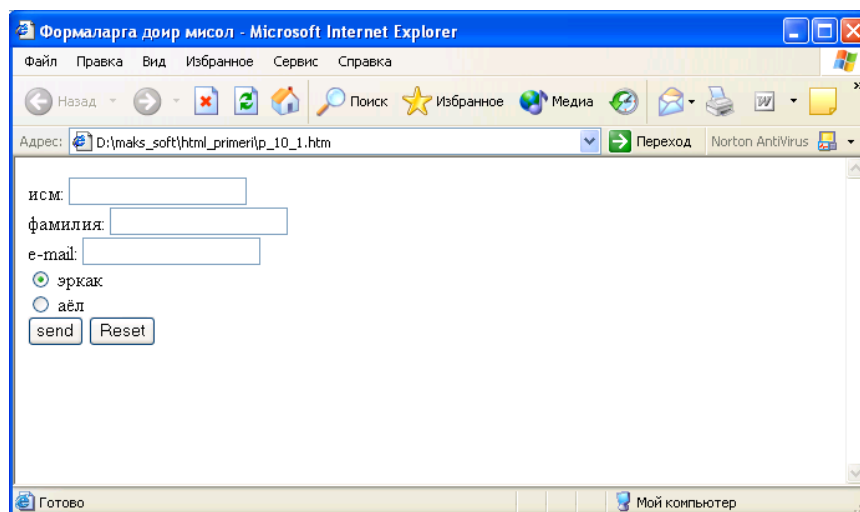 Формаларга доир мисол - Microsoft Internet Explorer
Файл Правка Вид Избранное Сервис Справка
Назад Поиск Избранное Медиа
Адрес: D:\maks_soft\html_primeri\p_10_1.htm Переход Norton AntiVirus
исм:
фамилия:
e-mail:
эркак
аёл
send Reset
Готово Мой компьютер